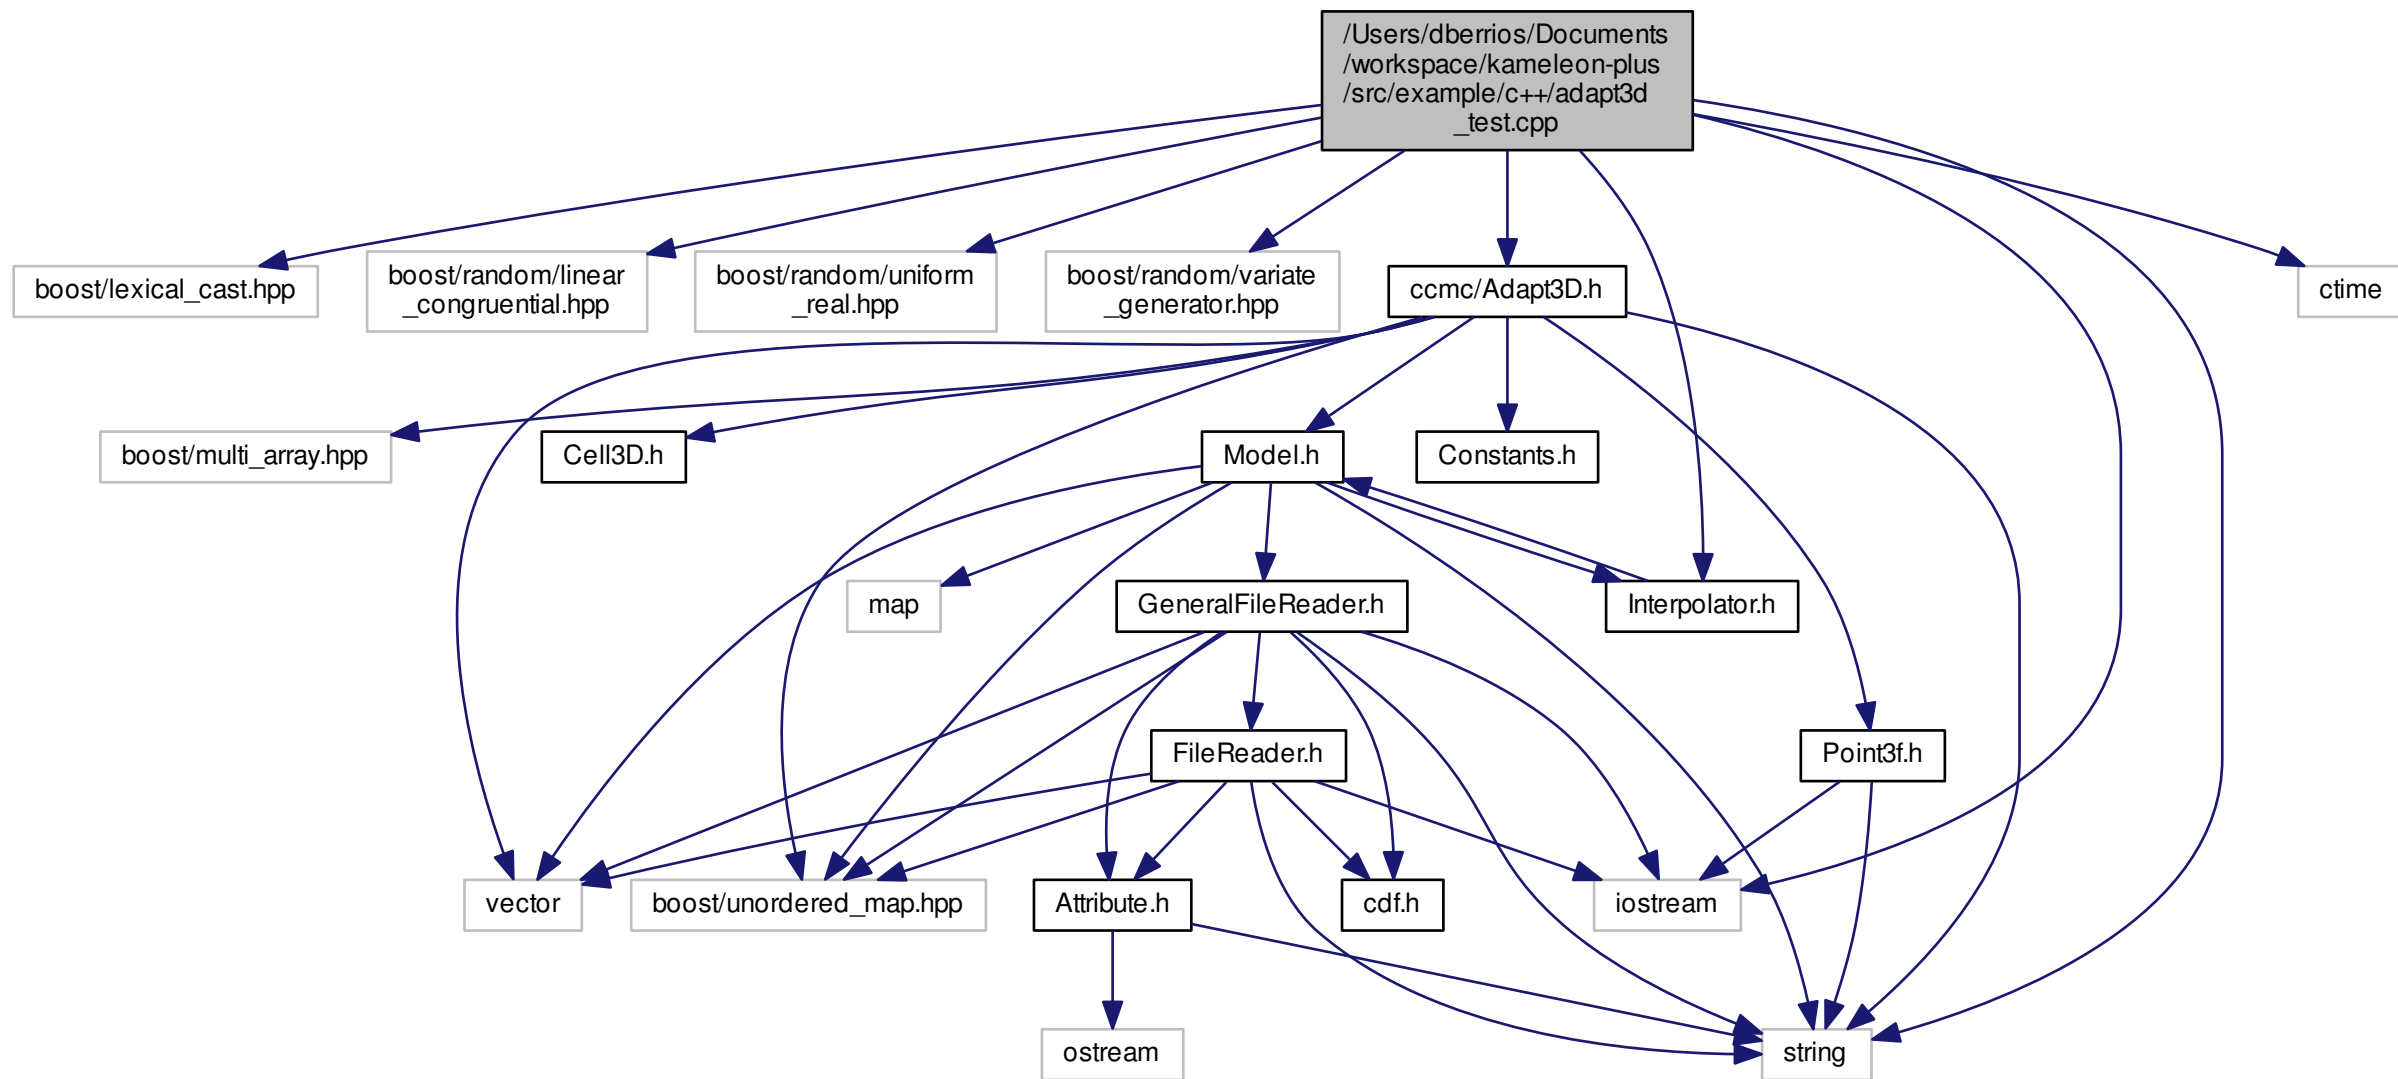 /Users/dberrios/Documents
/workspace/kameleon-plus
/src/example/c++/adapt3d
_test.cpp
boost/lexical_cast.hpp
boost/random/linear
_congruential.hpp
boost/random/uniform
_real.hpp
boost/random/variate
_generator.hpp
ccmc/Adapt3D.h
ctime
boost/multi_array.hpp
Cell3D.h
Model.h
Constants.h
map
GeneralFileReader.h
Interpolator.h
FileReader.h
Point3f.h
vector
boost/unordered_map.hpp
Attribute.h
cdf.h
iostream
ostream
string